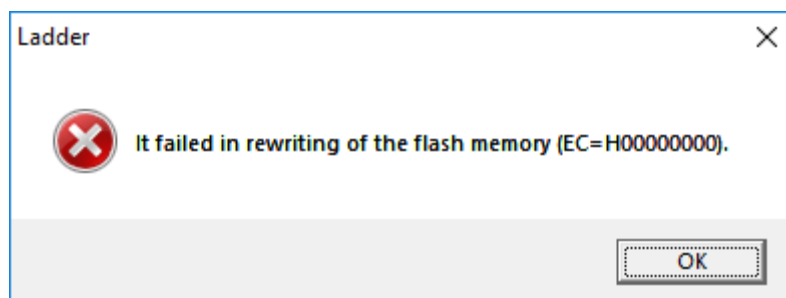 Ladder
It failed in rewriting of the flash memory (EC=H00000000).
OK